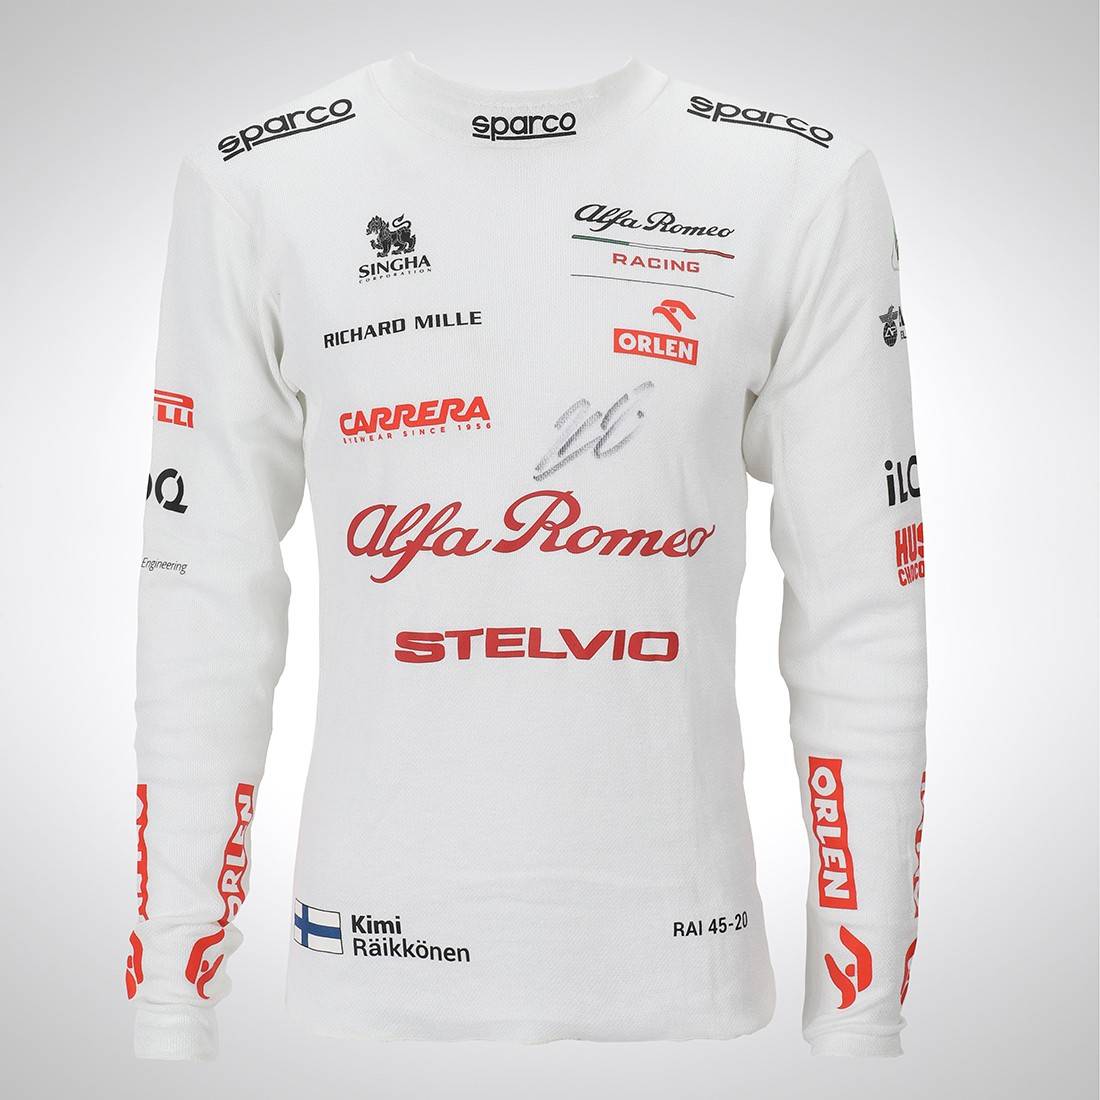 sparco
sparco
sparco
SINGHA
CORPORATION
Alfa Romeo
RACING
RICHARD MILLE
ORLEN
CARRERA
EYEWEAR SINCE 1956
Alfa Romeo
STELVIO
Engineering
ORLEN
ORLEN
Kimi
Räikkönen
RAI 45-20